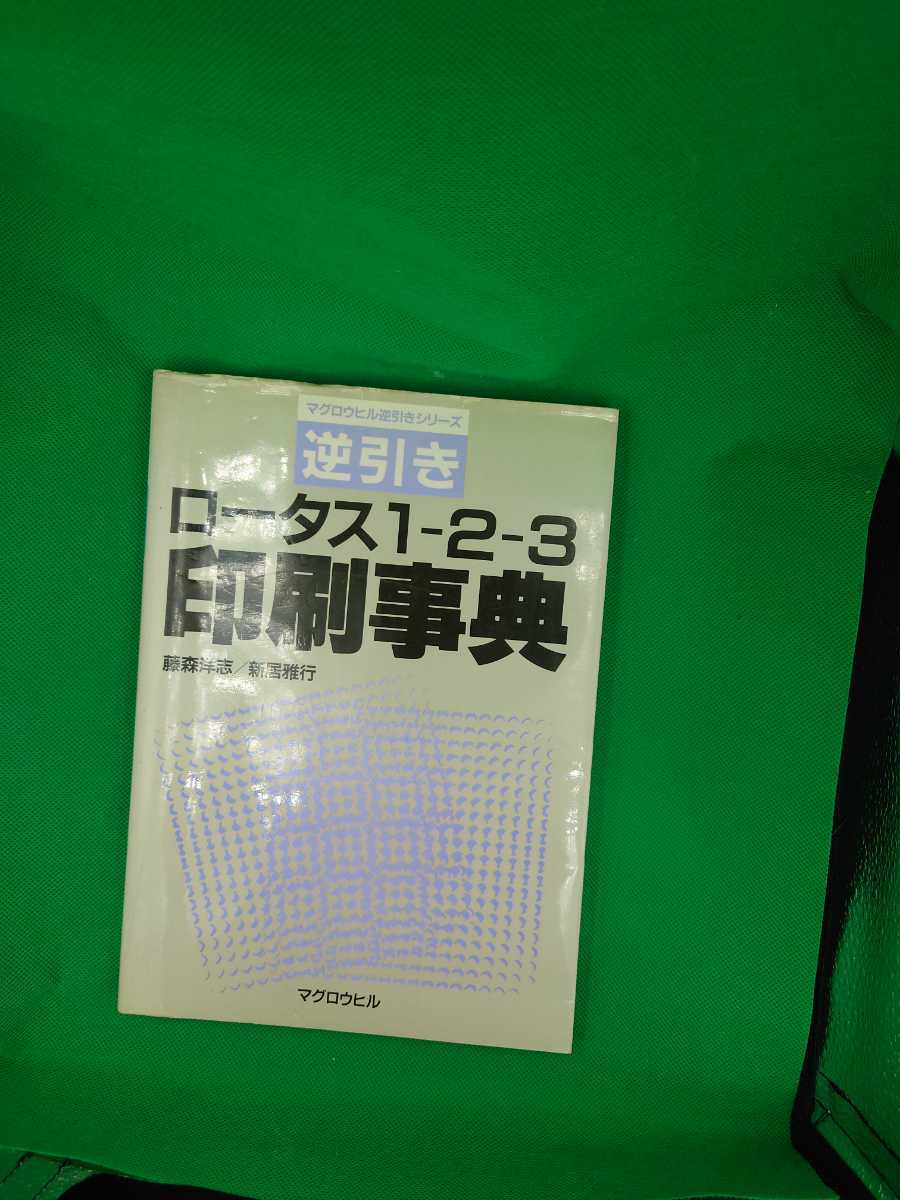 マグロウヒル逆引きシリーズ
逆引き
ロータス1-2-3
印刷事典
藤森洋志／新居雅行
マグロウヒル